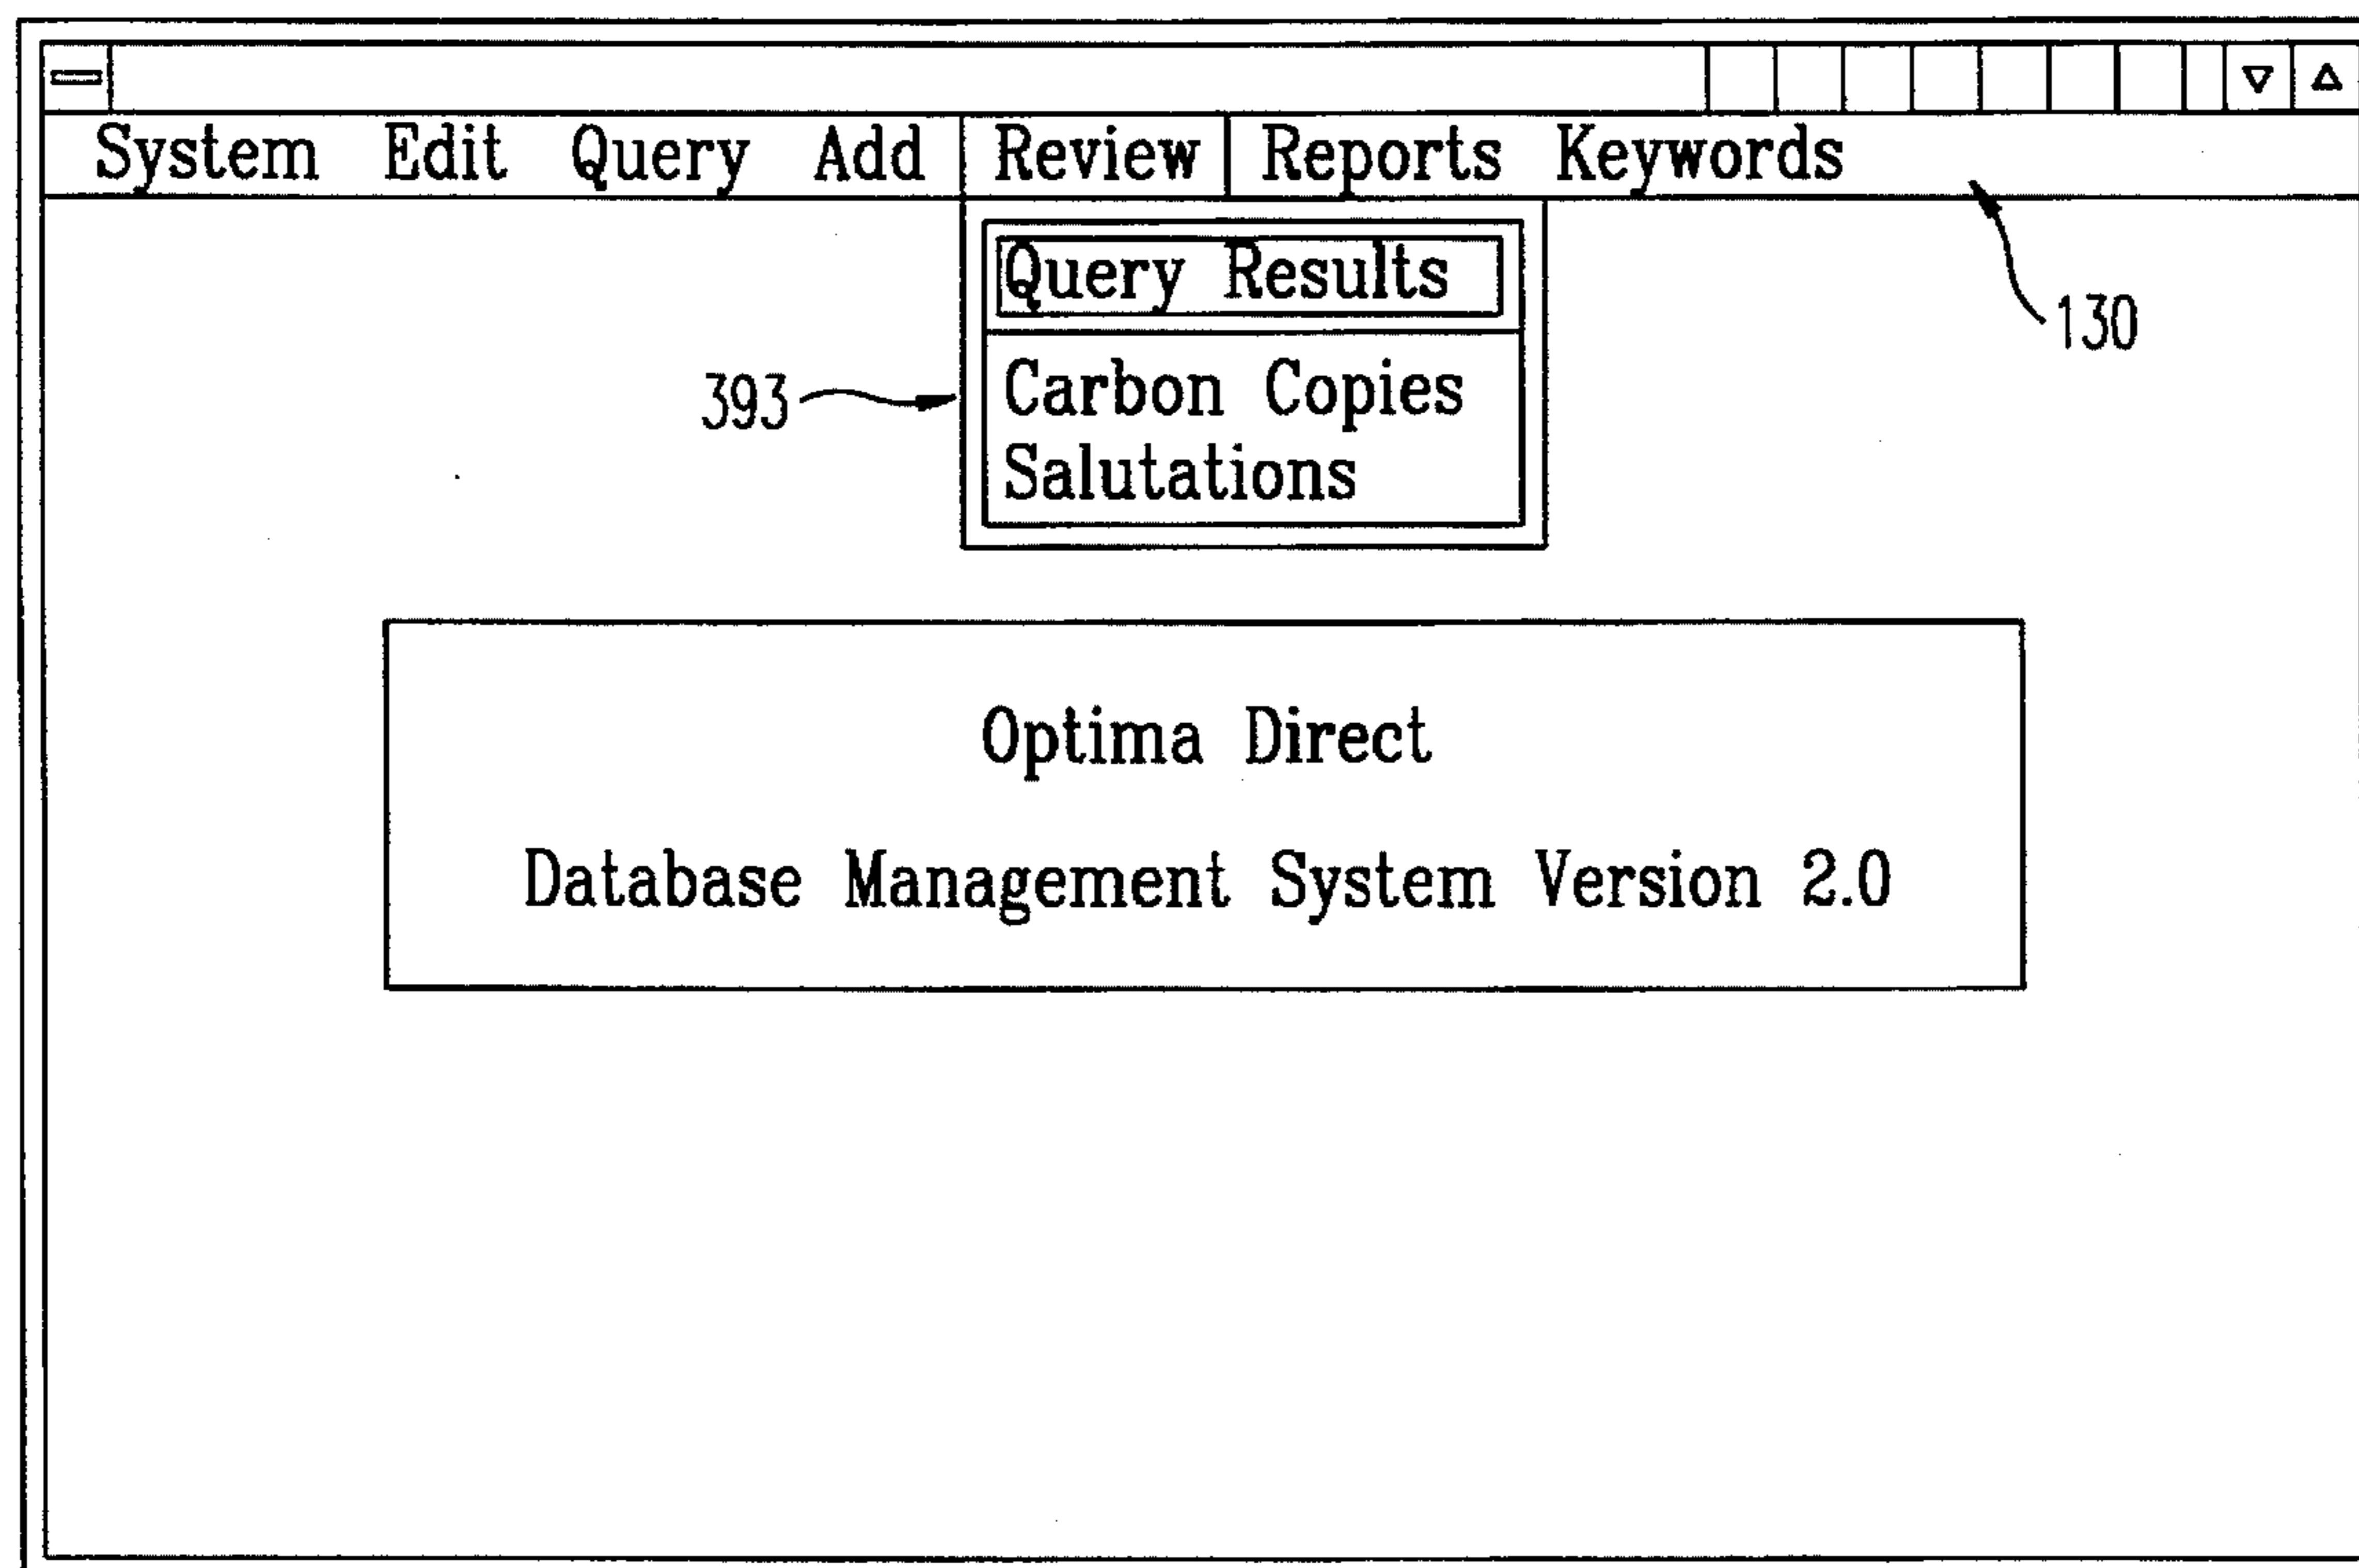 System Edit Query Add Review Reports Keywords
Query Results
130
Carbon Copies
393
Salutations
Optima Direct
Database Management System Version 2.0